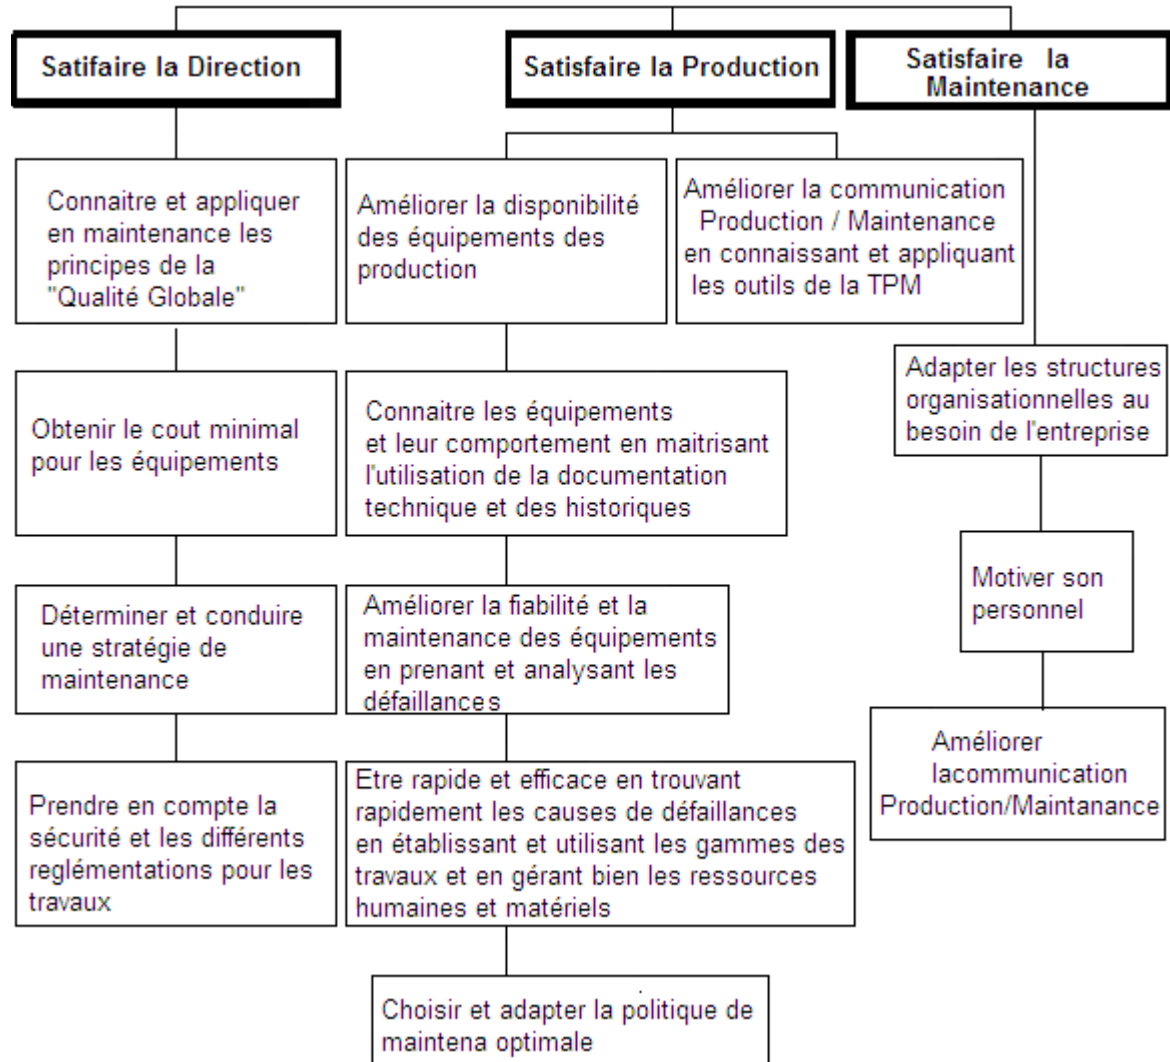 Satifaire la Direction
Satisfaire la Production
Satisfaire la
Maintenance
Connaitre et appliquer
en maintenance les
principes de la
"Qualité Globale"
Améliorer la disponibilité
des équipements des
production
Améliorer la communication
Production / Maintenance
en connaissant et appliquant
les outils de la TPM
Obtenir le cout minimal
pour les équipements
Connaitre les équipements
et leur comportement en maitrisant
l'utilisation de la documentation
technique et des historiques
Adapter les structures
organisationnelles au
besoin de l'entreprise
Motiver son
personnel
Déterminer et conduire
une stratégie de
maintenance
Améliorer la fiabilité et la
maintenance des équipements
en prenant et analysant les
défaillances
Améliorer
lacommunication
Production/Maintanance
Prendre en compte la
sécurité et les différents
reglémentations pour les
travaux
Etre rapide et efficace en trouvant
rapidement les causes de défaillances
en établissant et utilisant les gammes des
travaux et en gérant bien les ressources
humaines et matériels
Choisir et adapter la politique de
maintena optimale